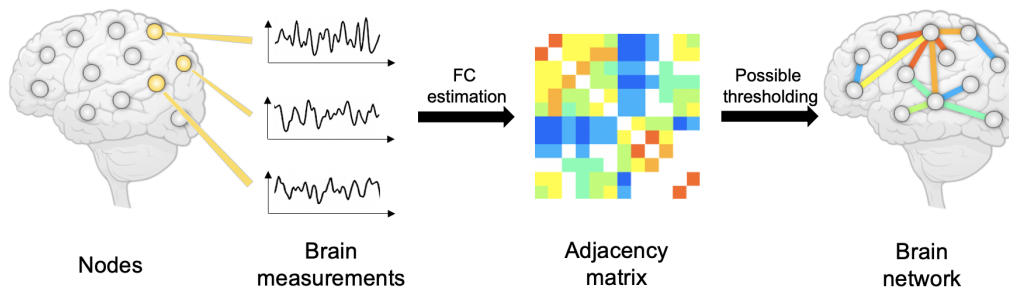 FC
estimation
Possible
thresholding
Nodes
Brain
measurements
Adjacency
matrix
Brain
network